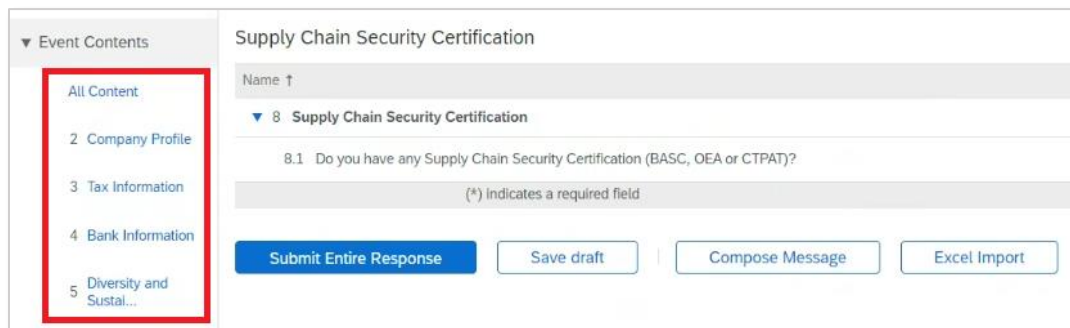 ▼ Event Contents
All Content
2 Company Profile
3 Tax Information
4 Bank Information
5 Diversity and
Sustai...
Supply Chain Security Certification
Name ↑
▼ 8 Supply Chain Security Certification
8.1 Do you have any Supply Chain Security Certification (BASC, OEA or CTPAT)?
(*) indicates a required field
Submit Entire Response
Save draft
Compose Message
Excel Import